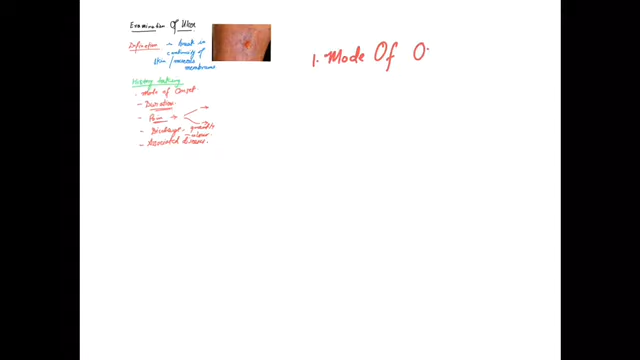 Examination Of Ulcer
Definition → break in
continuity of
skin/mucous
membrane
History taking
- Mode of Onset
- Duration
- Pain →
- Discharge - quantity
- colour
- Associated diseases.
1. Mode Of O